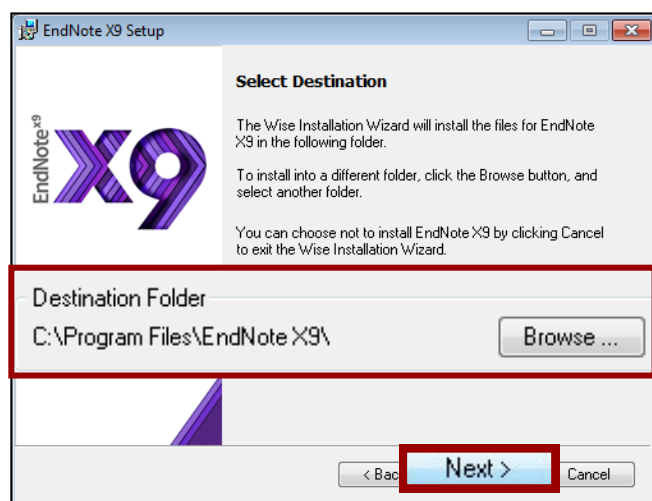 EndNote X9 Setup
EndNote x9
X9
Select Destination
The Wise Installation Wizard will install the files for EndNote
X9 in the following folder.
To install into a different folder, click the Browse button, and
select another folder.
You can choose not to install EndNote X9 by clicking Cancel
to exit the Wise Installation Wizard.
Destination Folder
C:\Program Files\EndNote X9\
Browse ...
< Bac
Next >
Cancel